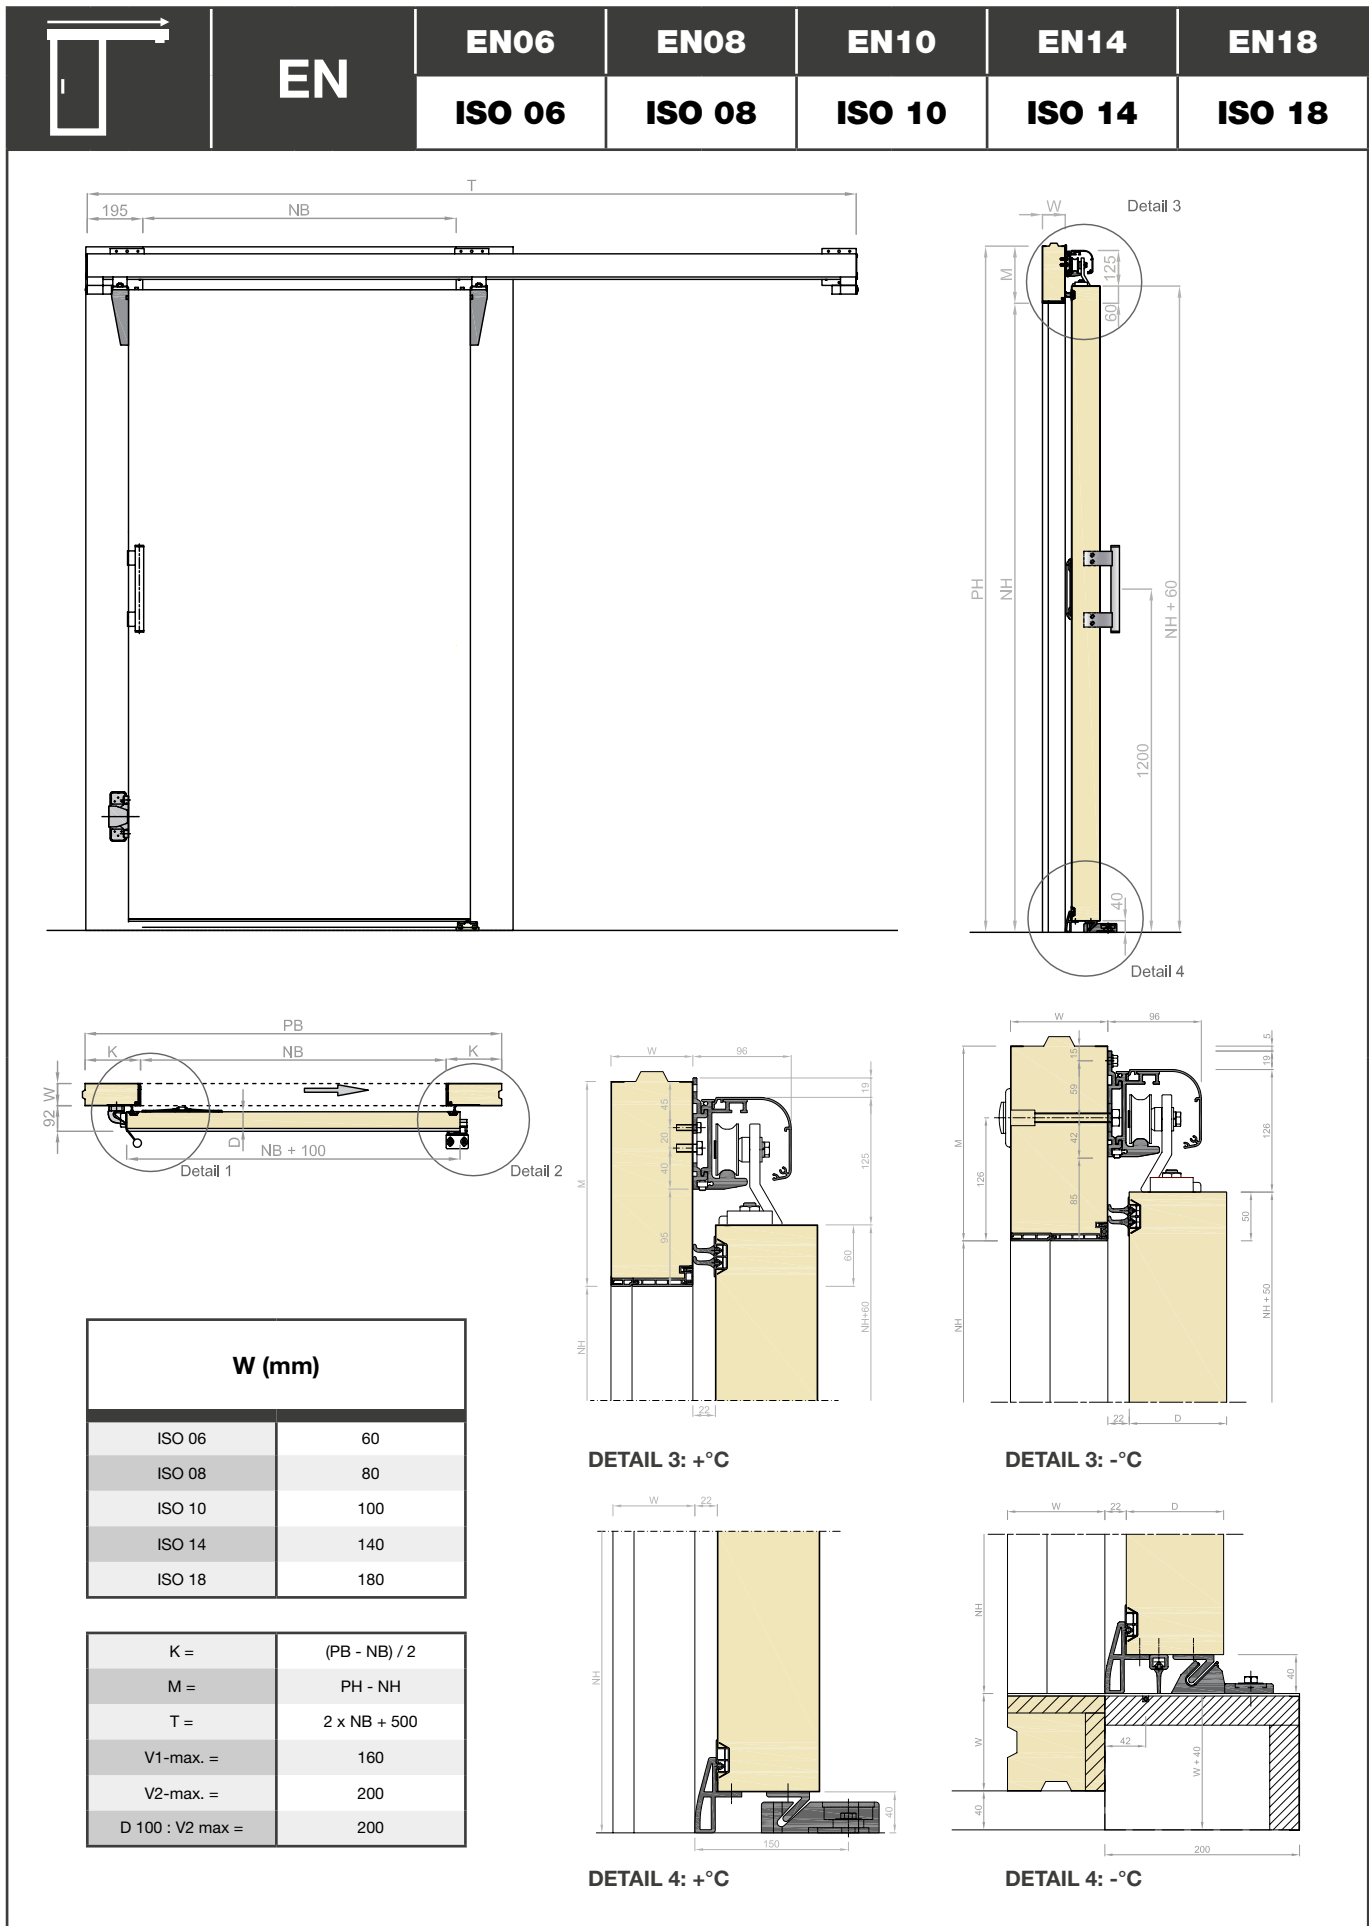 EN
EN06 EN08 EN10 EN14 EN18
ISO 06 ISO 08 ISO 10 ISO 14 ISO 18
T
195 NB
W
Detail 3
M
125
60
PH
NH
NH + 60
1200
40
Detail 4
PB
K NB K
W
92
D
NB + 100
Detail 1
Detail 2
W 96
19
45
20
40
125
M
95
60
NH
NH+60
22
DETAIL 3: +°C
W 96
5
15
19
59
42
126
M
126
85
50
NH
NH + 50
22 D
DETAIL 3: -°C
W (mm)
ISO 06 60
ISO 08 80
ISO 10 100
ISO 14 140
ISO 18 180
K = (PB - NB) / 2
M = PH - NH
T = 2 x NB + 500
V1-max. = 160
V2-max. = 200
D 100 : V2 max = 200
W 22
NH
40
150
DETAIL 4: +°C
W 22 D
NH
40
W
42
W + 40
40
200
DETAIL 4: -°C